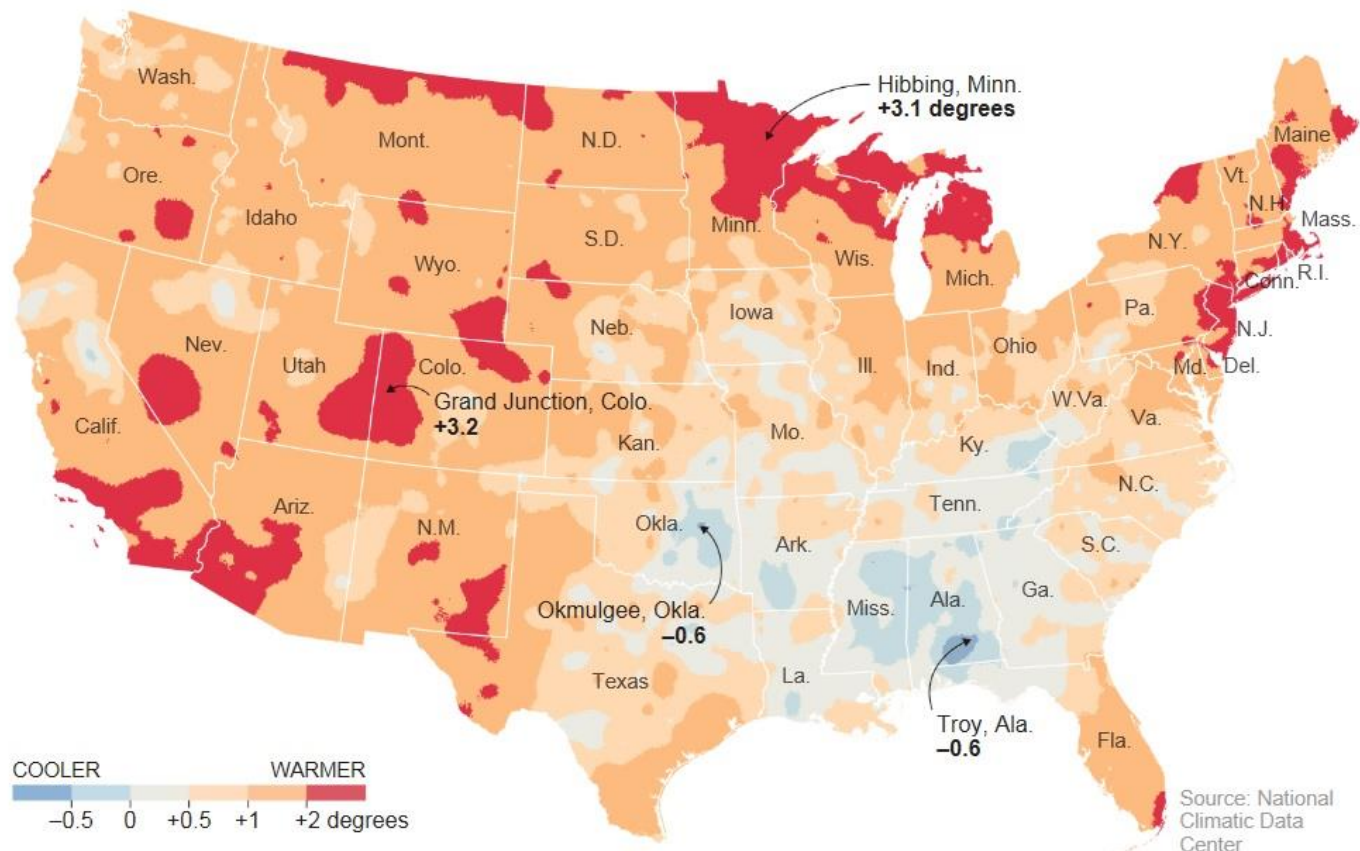 Wash.
Mont.
N.D.
Hibbing, Minn.
+3.1 degrees
Maine
Ore.
Idaho
Wyo.
S.D.
Minn.
Wis.
Mich.
N.Y.
Vt.
N.H.
Mass.
R.I.
Conn.
Neb.
Iowa
Pa.
N.J.
Nev.
Utah
Colo.
Ill.
Ind.
Ohio
Md.
Del.
Grand Junction, Colo.
+3.2
W.Va.
Calif.
Kan.
Mo.
Ky.
Va.
Ariz.
N.M.
Okla.
Tenn.
N.C.
Ark.
S.C.
Okmulgee, Okla.
–0.6
Miss.
Ala.
Ga.
Texas
La.
Troy, Ala.
–0.6
Fla.
COOLER WARMER
–0.5 0 +0.5 +1 +2 degrees
Source: National
Climatic Data
Center